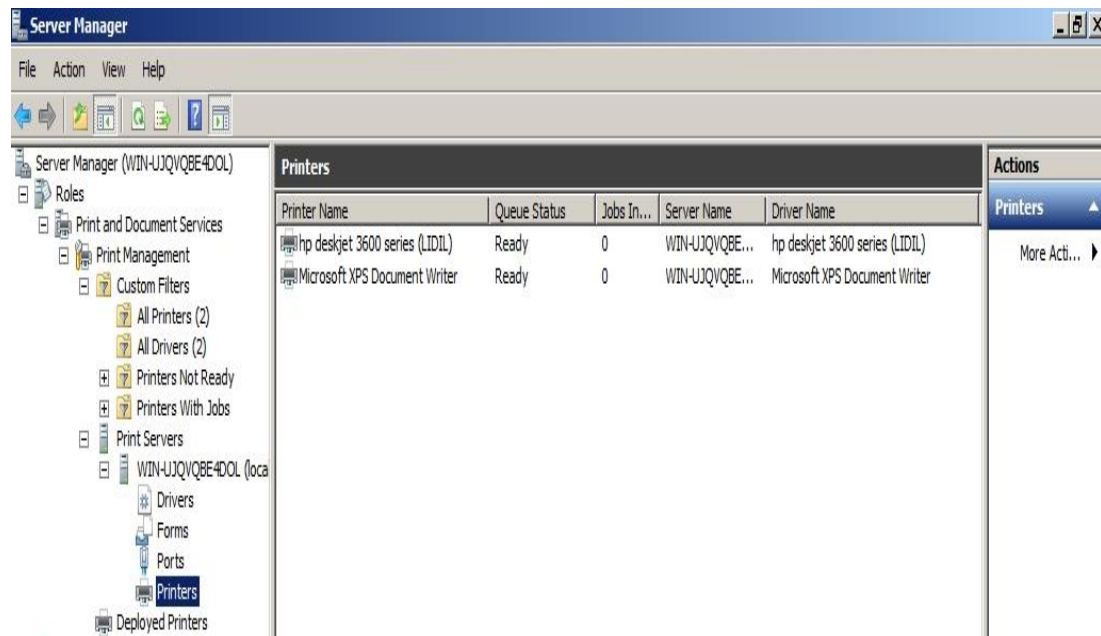 Server Manager
File Action View Help
Server Manager (WIN-UJQVQBE4DOL)
Roles
Print and Document Services
Print Management
Custom Filters
All Printers (2)
All Drivers (2)
Printers Not Ready
Printers With Jobs
Print Servers
WIN-UJQVQBE4DOL (loca
Drivers
Forms
Ports
Printers
Deployed Printers
Printers
Printer Name Queue Status Jobs In... Server Name Driver Name
hp deskjet 3600 series (LIDIL) Ready 0 WIN-UJQVQBE... hp deskjet 3600 series (LIDIL)
Microsoft XPS Document Writer Ready 0 WIN-UJQVQBE... Microsoft XPS Document Writer
Actions
Printers
More Acti...